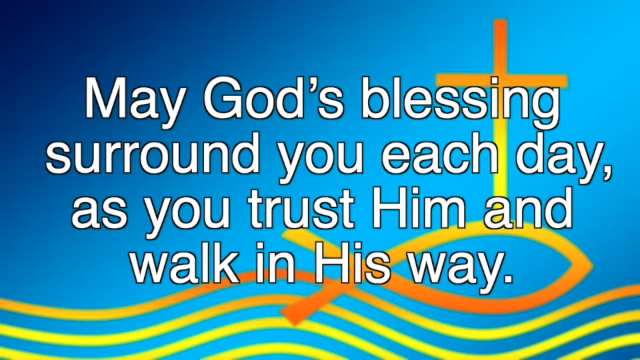 May God’s blessing
surround you each day,
as you trust Him and
walk in His way.